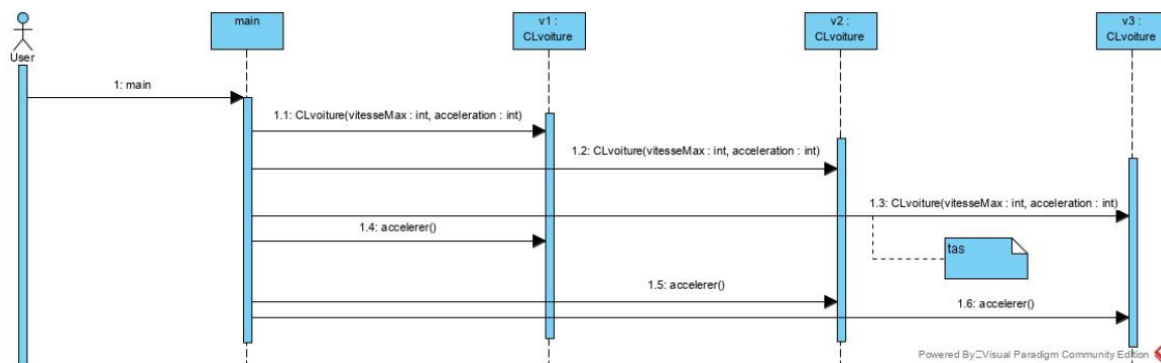 main
v1 :
CLvoiture
v2 :
CLvoiture
v3 :
CLvoiture
User
1: main
1.1: CLvoiture(vitesseMax : int, acceleration : int)
1.2: CLvoiture(vitesseMax : int, acceleration : int)
1.3: CLvoiture(vitesseMax : int, acceleration : int)
1.4: accelerer()
tas
1.5: accelerer()
1.6: accelerer()
Powered By Visual Paradigm Community Edition